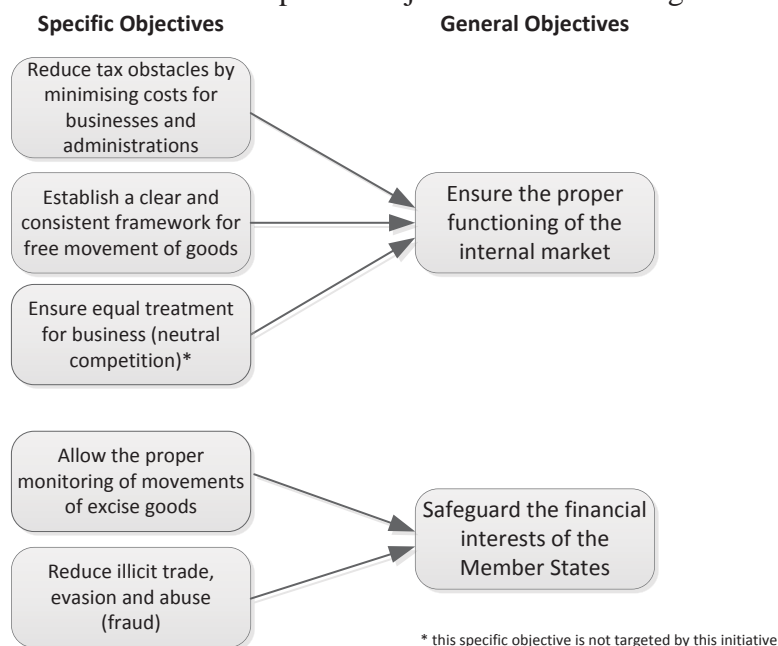 Specific Objectives
General Objectives
Reduce tax obstacles by
minimising costs for
businesses and
administrations
Establish a clear and
consistent framework for
free movement of goods
Ensure equal treatment
for business (neutral
competition)*
Ensure the proper
functioning of the
internal market
Allow the proper
monitoring of movements
of excise goods
Reduce illicit trade,
evasion and abuse
(fraud)
Safeguard the financial
interests of the
Member States
* this specific objective is not targeted by this initiative